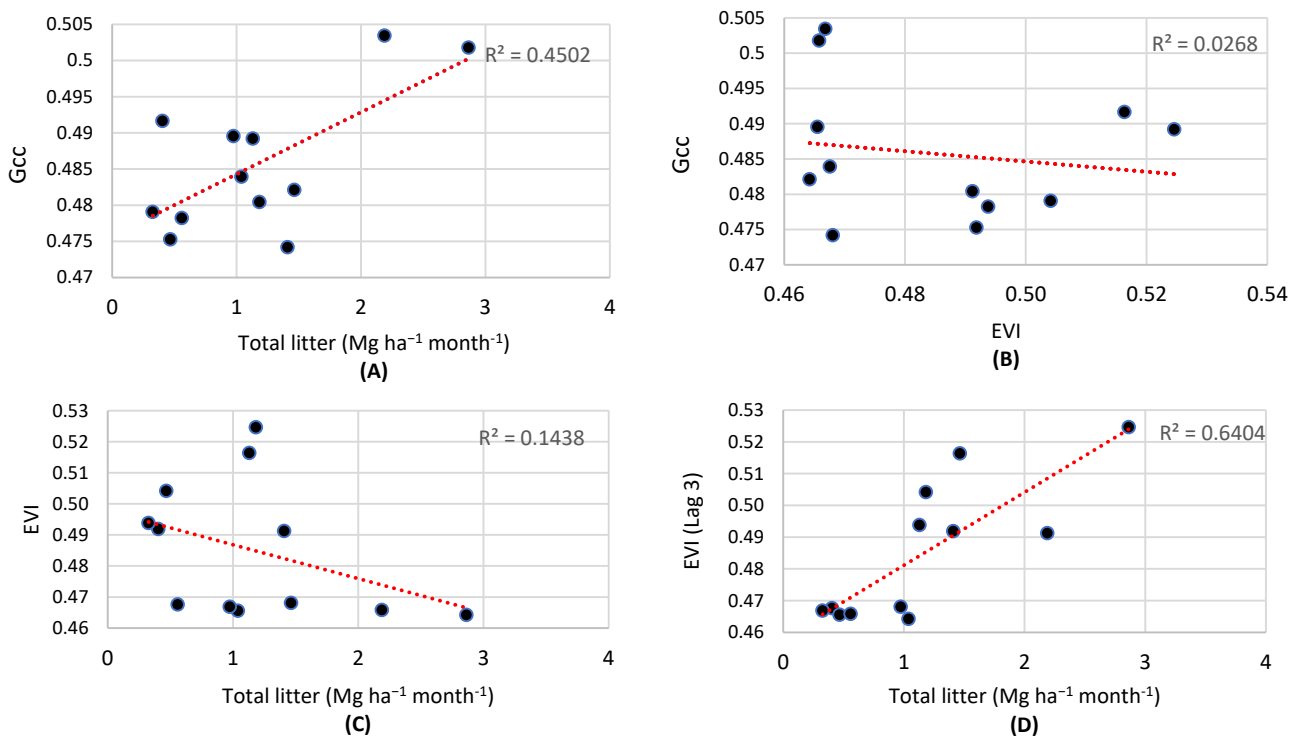 0.505
0.5
0.495
0.49
0.485
0.48
0.475
0.47
Gcc
R² = 0.4502
0 1 2 3 4
Total litter (Mg ha⁻¹ month⁻¹)
(A)
0.505
0.5
0.495
0.49
0.485
0.48
0.475
0.47
Gcc
R² = 0.0268
0.46 0.48 0.50 0.52 0.54
EVI
(B)
0.53
0.52
0.51
0.50
0.49
0.48
0.47
0.46
EVI
R² = 0.1438
0 1 2 3 4
Total litter (Mg ha⁻¹ month⁻¹)
(C)
0.53
0.52
0.51
0.50
0.49
0.48
0.47
0.46
EVI (Lag 3)
R² = 0.6404
0 1 2 3 4
Total litter (Mg ha⁻¹ month⁻¹)
(D)